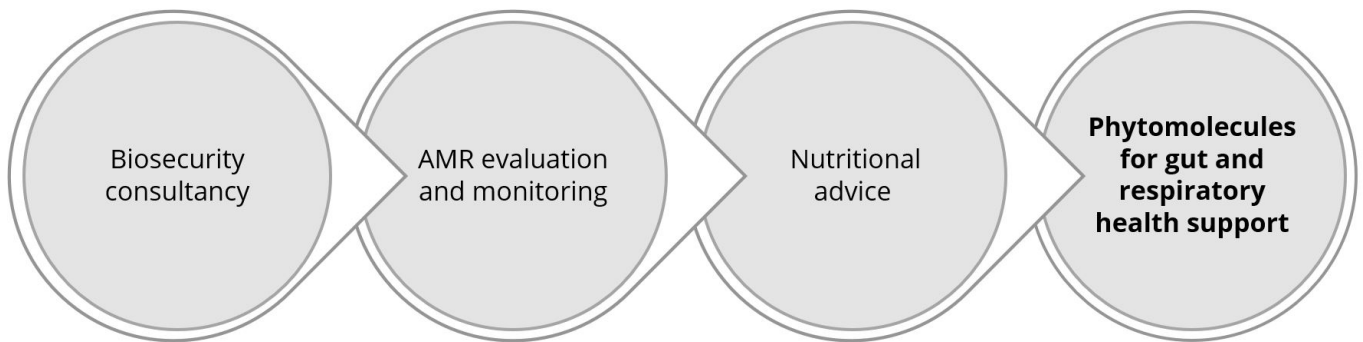 Biosecurity
consultancy
AMR evaluation
and monitoring
Nutritional
advice
Phytomolecules
for gut and
respiratory
health support